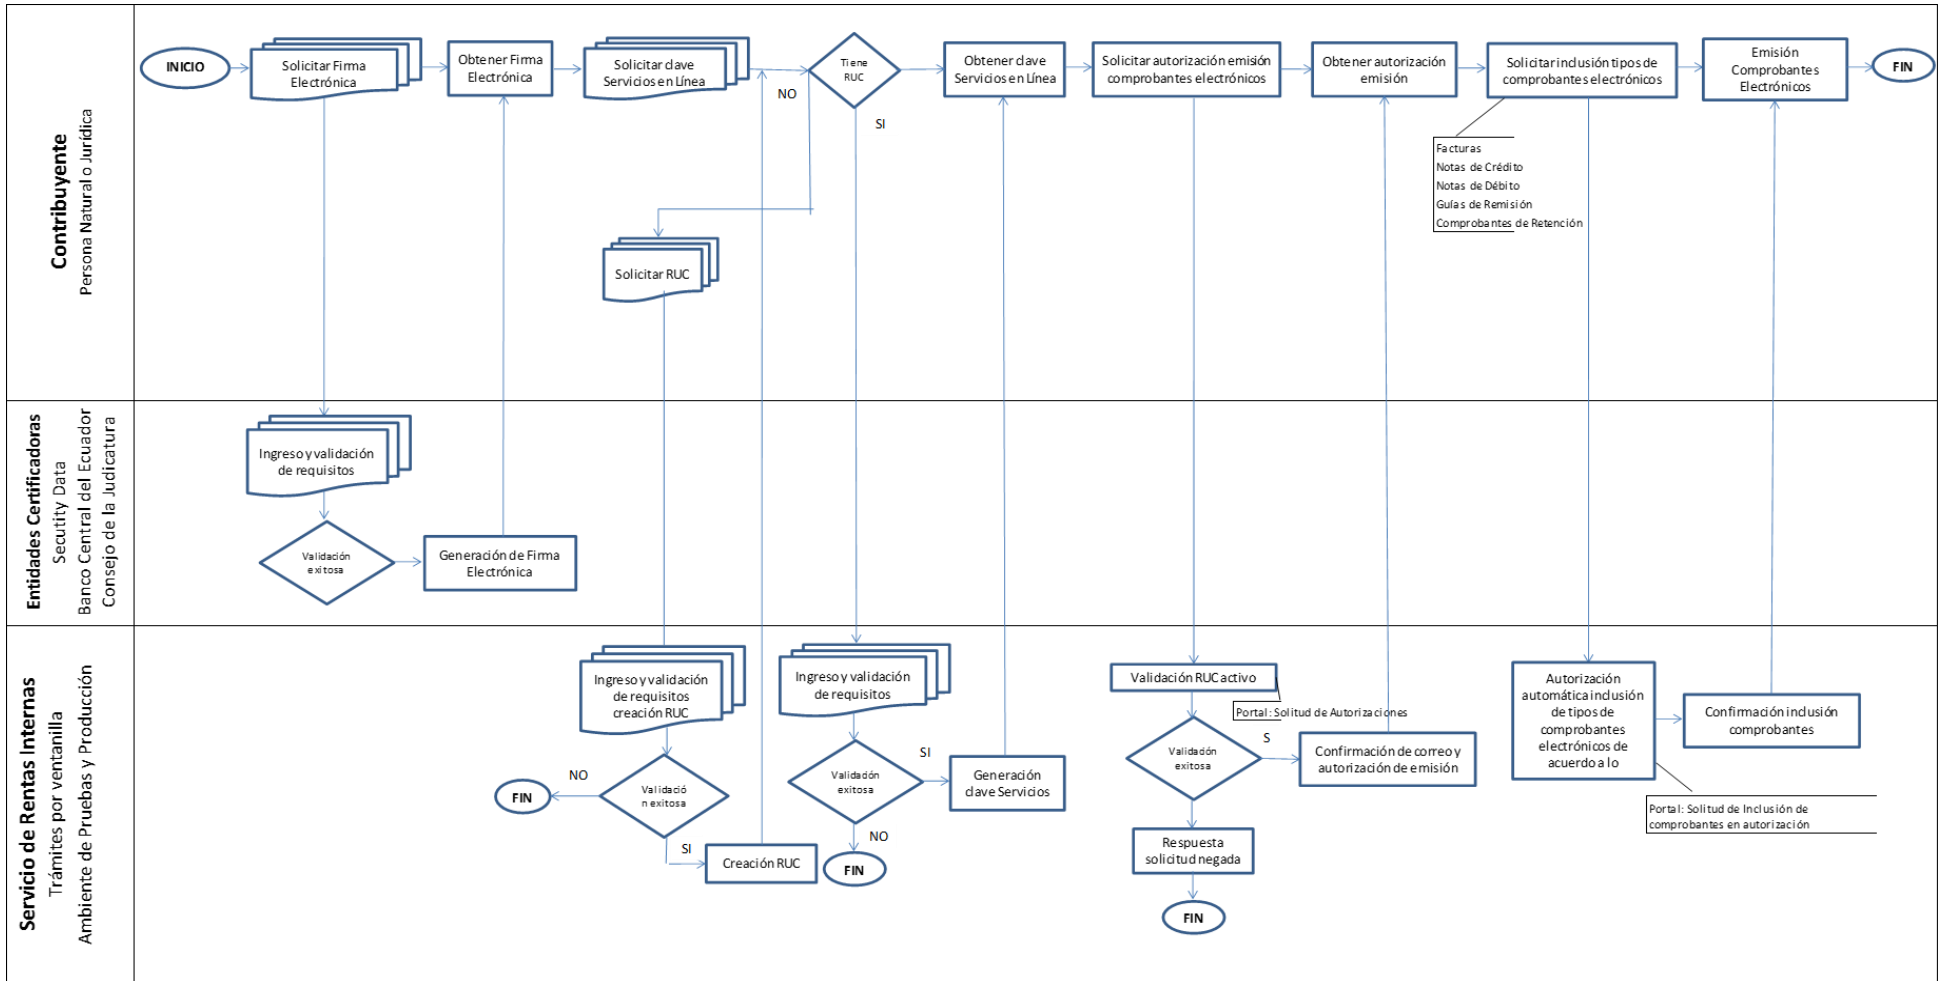 Contribuyente
Persona Natural o Jurídica
INICIO
Solicitar Firma
Electrónica
Obtener Firma
Electrónica
Solicitar clave
Servicios en Línea
NO
Tiene
RUC
SI
Obtener clave
Servicios en Línea
Solicitar autorización emisión
comprobantes electrónicos
Obtener autorización
emisión
Solicitar inclusión tipos de
comprobantes electrónicos
Emisión
Comprobantes
Electrónicos
FIN
Facturas
Notas de Crédito
Notas de Débito
Guías de Remisión
Comprobantes de Retención
Solicitar RUC
Entidades Certificadoras
Secutity Data
Banco Central del Ecuador
Consejo de la Judicatura
Ingreso y validación
de requisitos
Validación
exitosa
Generación de Firma
Electrónica
Servicio de Rentas Internas
Trámites por ventanilla
Ambiente de Pruebas y Producción
Ingreso y validación
de requisitos
creación RUC
NO
FIN
Validació
n exitosa
SI
Creación RUC
Ingreso y validación
de requisitos
Validación
exitosa
SI
Generación
clave Servicios
NO
FIN
Validación RUC activo
Portal: Solitud de Autorizaciones
Validación
exitosa
S
Confirmación de correo y
autorización de emisión
Respuesta
solicitud negada
FIN
Autorización
automática inclusión
de tipos de
comprobantes
electrónicos de
acuerdo a lo
Confirmación inclusión
comprobantes
Portal: Solitud de Inclusión de
comprobantes en autorización